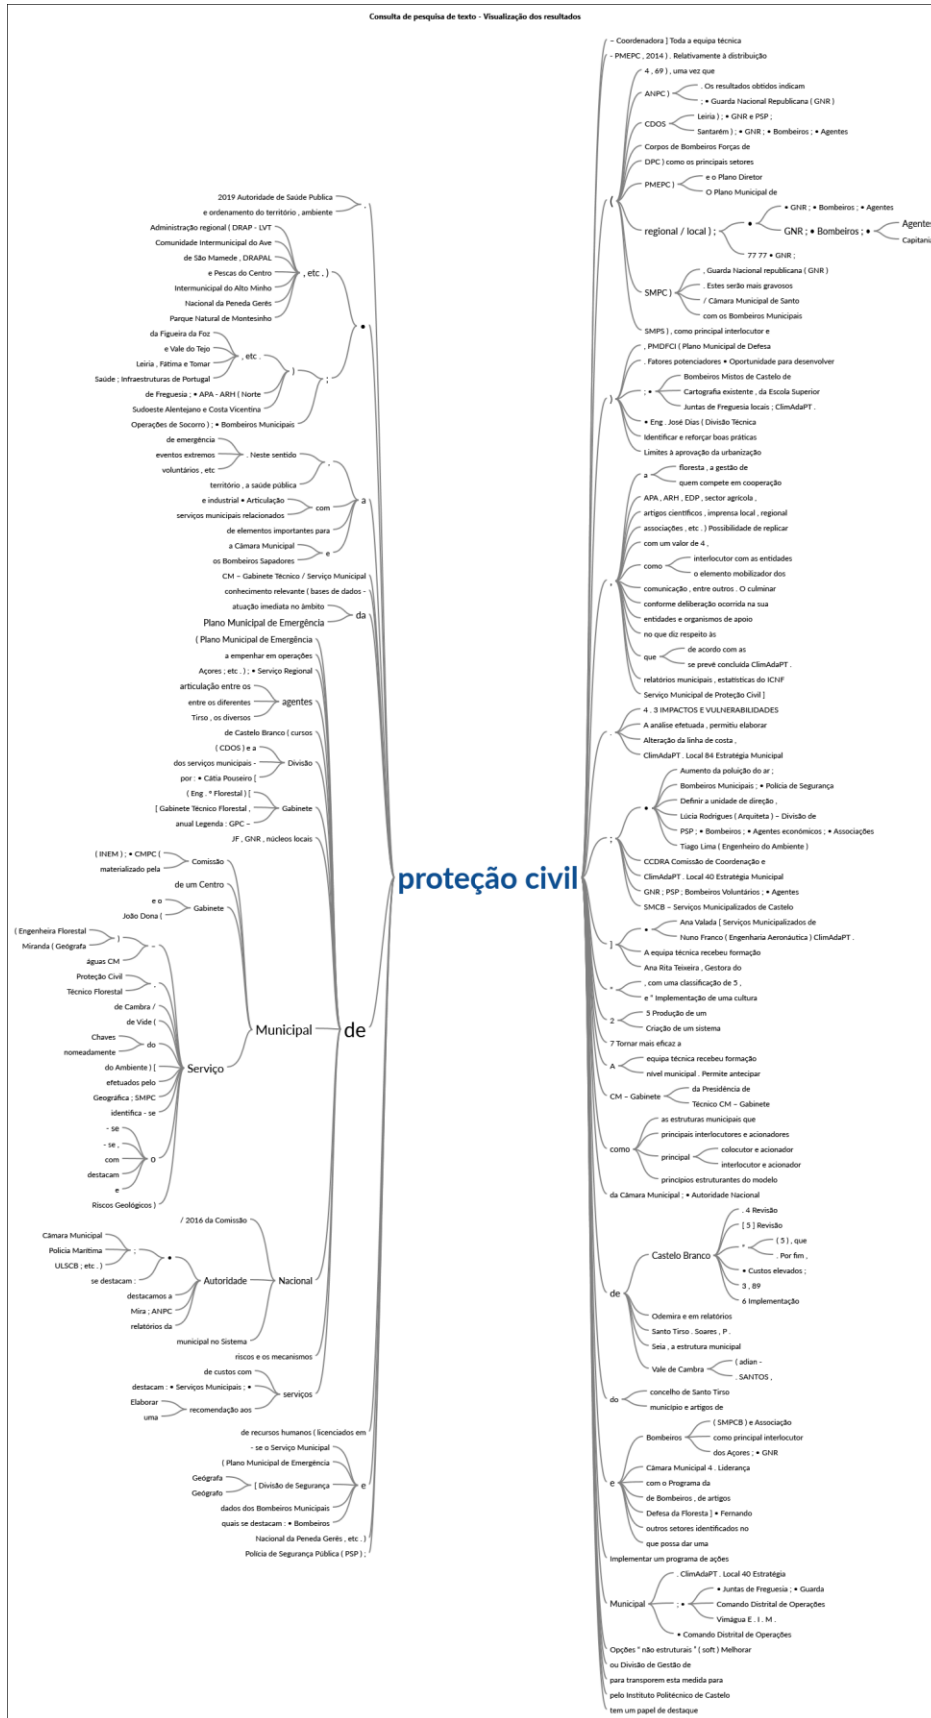 Consulta de pesquisa de texto - Visualização dos resultados
2019 Autoridade de Saúde Publica
e ordenamento do território , ambiente
.
Administração regional ( DRAP - LVT
Comunidade Intermunicipal do Ave
de São Mamede , DRAPAL
e Pescas do Centro
Intermunicipal do Alto Minho
Nacional da Peneda Gerês
Parque Natural de Montesinho
, etc . )
•
da Figueira da Foz
e Vale do Tejo
Leiria , Fátima e Tomar
Saúde ; Infraestruturas de Portugal
, etc .
)
;
de Freguesia ; • APA - ARH ( Norte
Sudoeste Alentejano e Costa Vicentina
Operações de Socorro ) ; • Bombeiros Municipais
de emergência
eventos extremos
voluntários , etc
. Neste sentido
,
território , a saúde pública
a
e industrial • Articulação
serviços municipais relacionados
com
de elementos importantes para
a Câmara Municipal
os Bombeiros Sapadores
e
CM – Gabinete Técnico / Serviço Municipal
conhecimento relevante ( bases de dados -
atuação imediata no âmbito
Plano Municipal de Emergência
da
( Plano Municipal de Emergência
a empenhar em operações
Açores ; etc . ) ; • Serviço Regional
articulação entre os
entre os diferentes
Tirso , os diversos
agentes
de Castelo Branco ( cursos
( CDOS ) e a
dos serviços municipais -
por : • Cátia Pouseiro [
Divisão
( Eng . º Florestal ) [
[ Gabinete Técnico Florestal ,
anual Legenda : GPC –
Gabinete
JF , GNR , núcleos locais
( INEM ) ; • CMPC (
materializado pela
Comissão
de um Centro
e o
João Dona (
Gabinete
( Engenheira Florestal
Miranda ( Geógrafa
)
águas CM
-
Proteção Civil
Técnico Florestal
,
de Cambra /
de Vide (
Chaves
nomeadamente
do
do Ambiente ) [
efetuados pelo
Geográfica ; SMPC
identifica - se
- se
- se ,
com
destacam
e
o
Riscos Geológicos )
Serviço
Municipal
de
/ 2016 da Comissão
Câmara Municipal
Policia Marítima
ULSCB ; etc . )
;
se destacam :
•
destacamos a
Mira ; ANPC
relatórios da
Autoridade
Nacional
municipal no Sistema
riscos e os mecanismos
de custos com
destacam : • Serviços Municipais ; •
Elaborar
uma
recomendação aos
serviços
de recursos humanos ( licenciados em
- se o Serviço Municipal
( Plano Municipal de Emergência
Geógrafa
Geógrafo
[ Divisão de Segurança
e
dados dos Bombeiros Municipais
quais se destacam : • Bombeiros
Nacional da Peneda Gerês , etc . )
Polícia de Segurança Pública ( PSP ) ;
proteção civil
– Coordenadora ] Toda a equipa técnica
- PMEPC , 2014 ) . Relativamente à distribuição
(
4 , 69 ) , uma vez que
ANPC )
. Os resultados obtidos indicam
; • Guarda Nacional Republicana ( GNR )
CDOS
Leiria ) ; • GNR e PSP ;
Santarém ) ; • GNR ; • Bombeiros ; • Agentes
Corpos de Bombeiros Forças de
DPC ) como os principais setores
PMEPC )
e o Plano Diretor
O Plano Municipal de
regional / local ) ;
•
• GNR ; • Bombeiros ; • Agentes
GNR ; • Bombeiros ; •
Agentes
Capitania
77 77 • GNR ;
SMPC )
, Guarda Nacional republicana ( GNR )
. Estes serão mais gravosos
/ Câmara Municipal de Santo
com os Bombeiros Municipais
SMPS ) , como principal interlocutor e
)
, PMDFCI ( Plano Municipal de Defesa
. Fatores potenciadores • Oportunidade para desenvolver
; •
Bombeiros Mistos de Castelo de
Cartografia existente , da Escola Superior
Juntas de Freguesia locais ; ClimAdaPT .
• Eng . José Dias ( Divisão Técnica
Identificar e reforçar boas práticas
Limites à aprovação da urbanização
,
a
floresta , a gestão de
quem compete em cooperação
APA , ARH , EDP , sector agrícola ,
artigos científicos , imprensa local , regional
associações , etc . ) Possibilidade de replicar
com um valor de 4 ,
como
interlocutor com as entidades
o elemento mobilizador dos
comunicação , entre outros . O culminar
conforme deliberação ocorrida na sua
entidades e organismos de apoio
no que diz respeito às
que
de acordo com as
se prevê concluída ClimAdaPT .
relatórios municipais , estatísticas do ICNF
Serviço Municipal de Proteção Civil ]
.
4 . 3 IMPACTOS E VULNERABILIDADES
A análise efetuada , permitiu elaborar
Alteração da linha de costa ,
ClimAdaPT . Local 84 Estratégia Municipal
;
•
Aumento da poluição do ar ;
Bombeiros Municipais ; • Polícia de Segurança
Definir a unidade de direção ,
Lúcia Rodrigues ( Arquiteta ) – Divisão de
PSP ; • Bombeiros ; • Agentes económicos ; • Associações
Tiago Lima ( Engenheiro do Ambiente )
CCDRA Comissão de Coordenação e
ClimAdaPT . Local 40 Estratégia Municipal
GNR ; PSP ; Bombeiros Voluntários ; • Agentes
SMCB – Serviços Municipalizados de Castelo
]
•
Ana Valada [ Serviços Municipalizados de
Nuno Franco ( Engenharia Aeronáutica ) ClimAdaPT .
A equipa técnica recebeu formação
Ana Rita Teixeira , Gestora do
"
, com uma classificação de 5 ,
e " Implementação de uma cultura
2
5 Produção de um
Criação de um sistema
7 Tornar mais eficaz a
A
equipa técnica recebeu formação
nível municipal . Permite antecipar
CM – Gabinete
da Presidência de
Técnico CM – Gabinete
como
as estruturas municipais que
principais interlocutores e acionadores
principal
colocutor e acionador
interlocutor e acionador
princípios estruturantes do modelo
da Câmara Municipal ; • Autoridade Nacional
de
Castelo Branco
. 4 Revisão
[ 5 ] Revisão
"
( 5 ) , que
. Por fim ,
• Custos elevados ;
3 , 89
6 Implementação
Odemira e em relatórios
Santo Tirso . Soares , P .
Seia , a estrutura municipal
Vale de Cambra
( adian -
. SANTOS ,
do
concelho de Santo Tirso
município e artigos de
e
Bombeiros
( SMPCB ) e Associação
como principal interlocutor
dos Açores ; • GNR
Câmara Municipal 4 . Liderança
com o Programa da
de Bombeiros , de artigos
Defesa da Floresta ] • Fernando
outros setores identificados no
que possa dar uma
Implementar um programa de ações
Municipal
. ClimAdaPT . Local 40 Estratégia
; •
• Juntas de Freguesia ; • Guarda
Comando Distrital de Operações
Vimágua E . I . M .
• Comando Distrital de Operações
Opções " não estruturais " ( soft ) Melhorar
ou Divisão de Gestão de
para transporem esta medida para
pelo Instituto Politécnico de Castelo
tem um papel de destaque